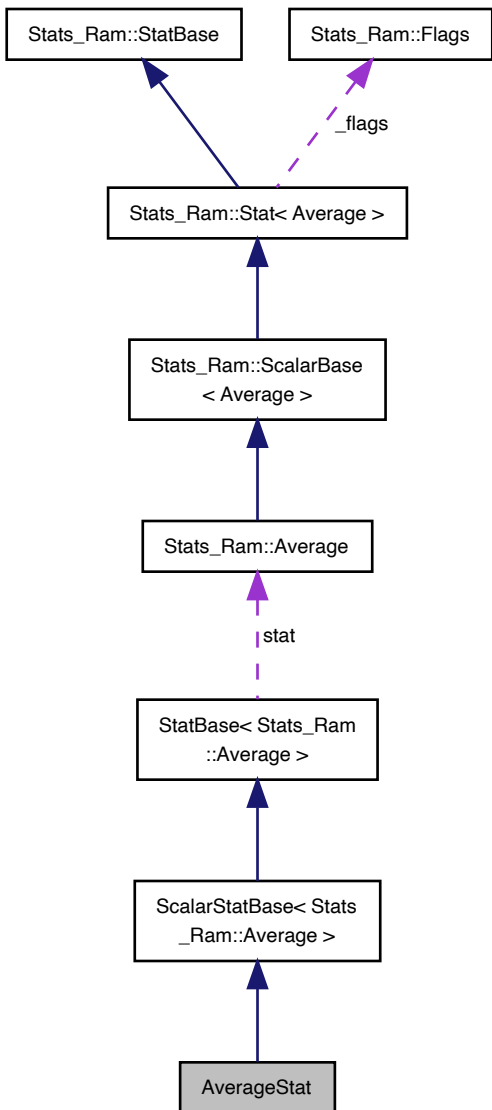 Stats_Ram::StatBase
Stats_Ram::Flags
_flags
Stats_Ram::Stat< Average >
Stats_Ram::ScalarBase
< Average >
Stats_Ram::Average
stat
StatBase< Stats_Ram
::Average >
ScalarStatBase< Stats
_Ram::Average >
AverageStat